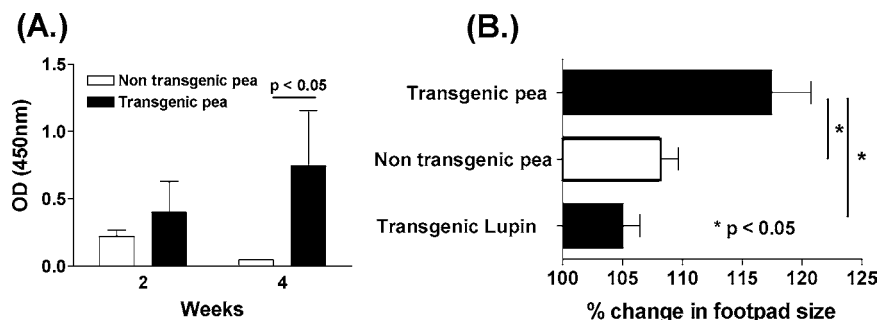 (A.)
1.5
1.0
0.5
0.0
OD (450nm)
Non transgenic pea
Transgenic pea
p < 0.05
2
4
Weeks
(B.)
Transgenic pea
Non transgenic pea
Transgenic Lupin
*
*
* p < 0.05
100
105
110
115
120
125
% change in footpad size